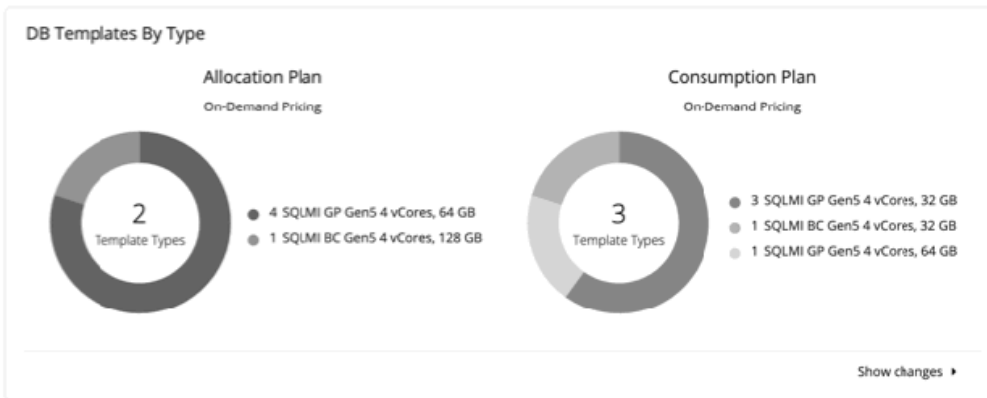 DB Templates By Type
Allocation Plan
On-Demand Pricing
2
Template Types
4 SQLMI GP Gen5 4 vCores, 64 GB
1 SQLMI BC Gen5 4 vCores, 128 GB
Consumption Plan
On-Demand Pricing
3
Template Types
3 SQLMI GP Gen5 4 vCores, 32 GB
1 SQLMI BC Gen5 4 vCores, 32 GB
1 SQLMI GP Gen5 4 vCores, 64 GB
Show changes